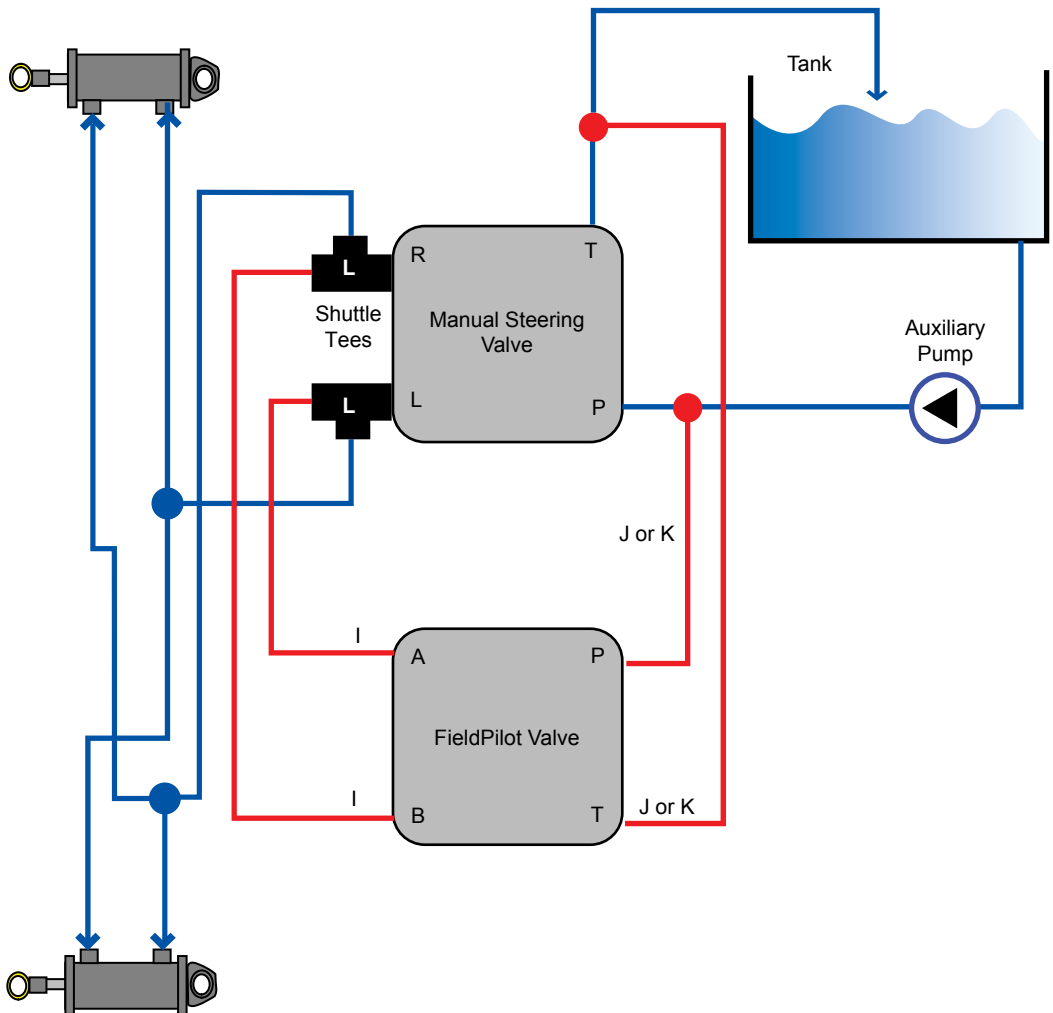 Tank
R
T
L
Shuttle
Tees
Manual Steering
Valve
Auxiliary
Pump
L
L
P
J or K
I
A
P
FieldPilot Valve
I
B
T
J or K